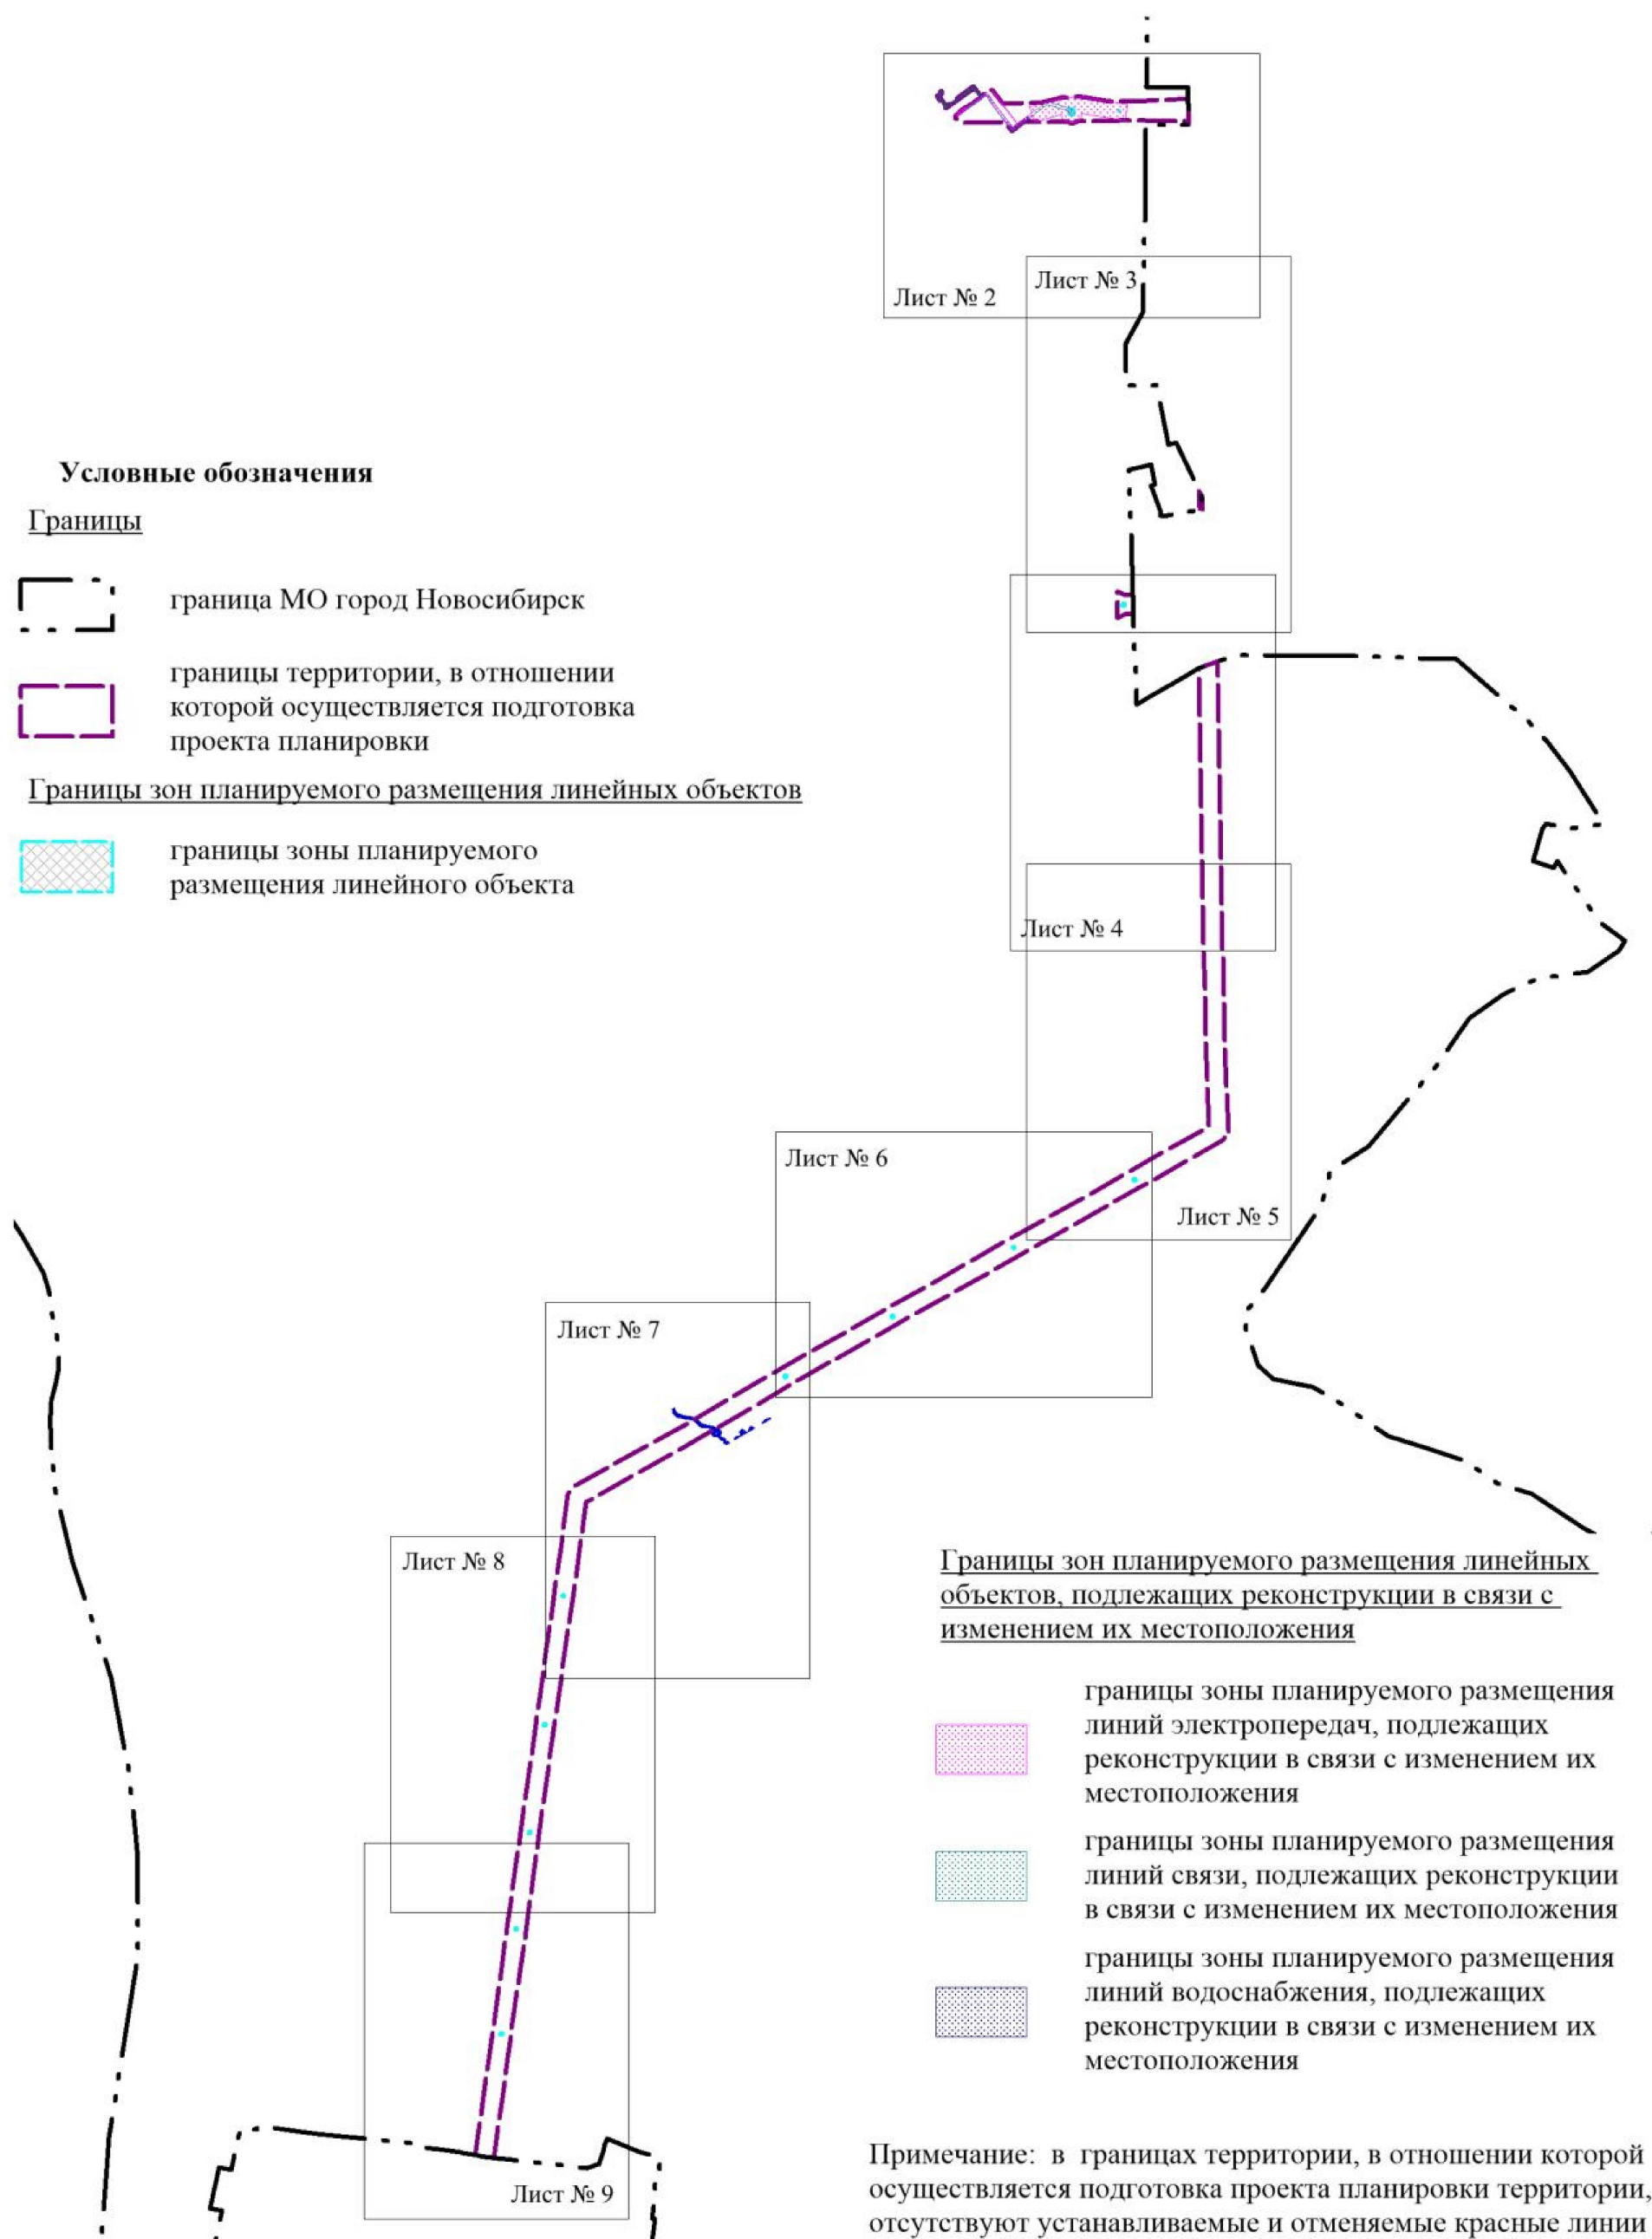 Лист № 3
Лист № 2
Условные обозначения
Границы
граница МО город Новосибирск
границы территории, в отношении
которой осуществляется подготовка
проекта планировки
Границы зон планируемого размещения линейных объектов
границы зоны планируемого
размещения линейного объекта
Лист № 4
Лист № 6
Лист № 5
Лист № 7
Лист № 8
Границы зон планируемого размещения линейных
объектов, подлежащих реконструкции в связи с
изменением их местоположения
границы зоны планируемого размещения
линий электропередач, подлежащих
реконструкции в связи с изменением их
местоположения
границы зоны планируемого размещения
линий связи, подлежащих реконструкции
в связи с изменением их местоположения
границы зоны планируемого размещения
линий водоснабжения, подлежащих
реконструкции в связи с изменением их
местоположения
Лист № 9
Примечание: в границах территории, в отношении которой
осуществляется подготовка проекта планировки территории,
отсутствуют устанавливаемые и отменяемые красные линии